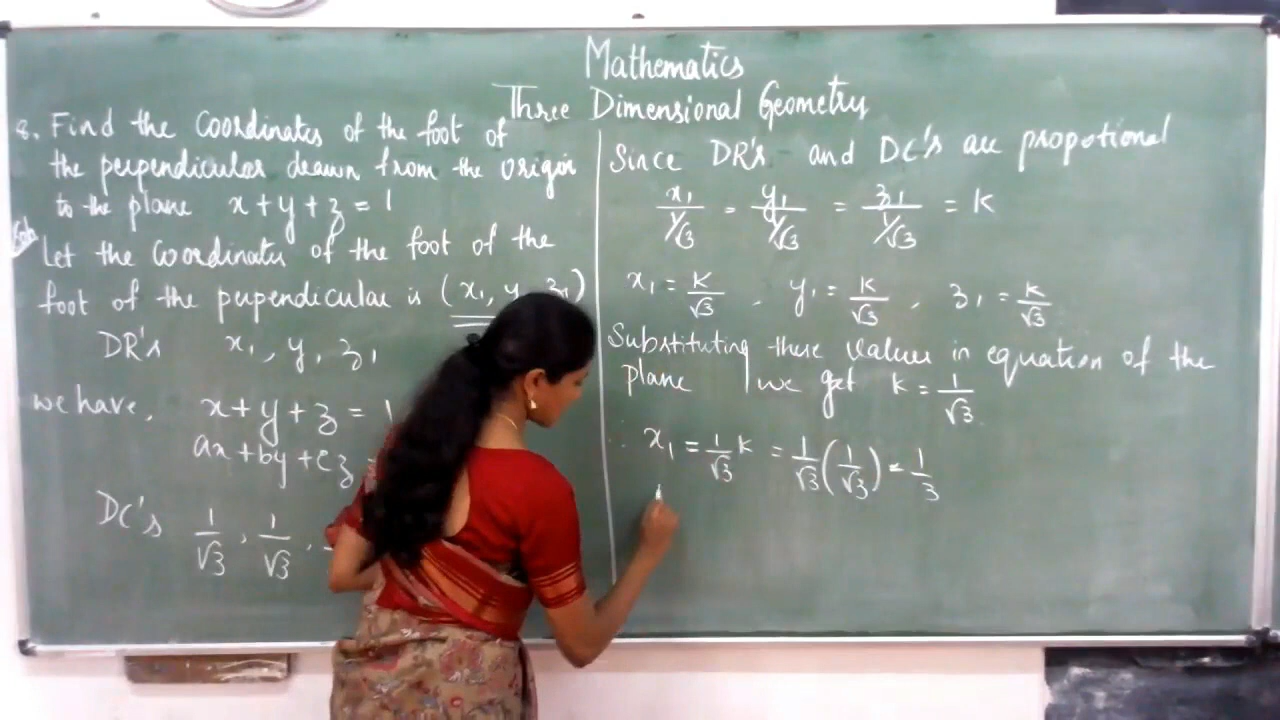 Mathematics
Three Dimensional Geometry
8. Find the coordinates of the foot of
the perpendicular drawn from the origin
to the plane x + y + z = 1
Soln
Let the coordinates of the foot of the
foot of the perpendicular is (x₁, y z₁)
DR's x₁, y, z₁
we have, x + y + z = 1
ax + by + cz =
DC's 1/√3, 1/√3,
Since DR's and DC's are propotional
x₁/(1/√3) = y₁/(1/√3) = z₁/(1/√3) = K
x₁ = K/√3, y₁ = K/√3, z₁ = K/√3
Substituting these values in equation of the
plane we get K = 1/√3.
∴ x₁ = 1/√3 K = 1/√3 (1/√3) = 1/3